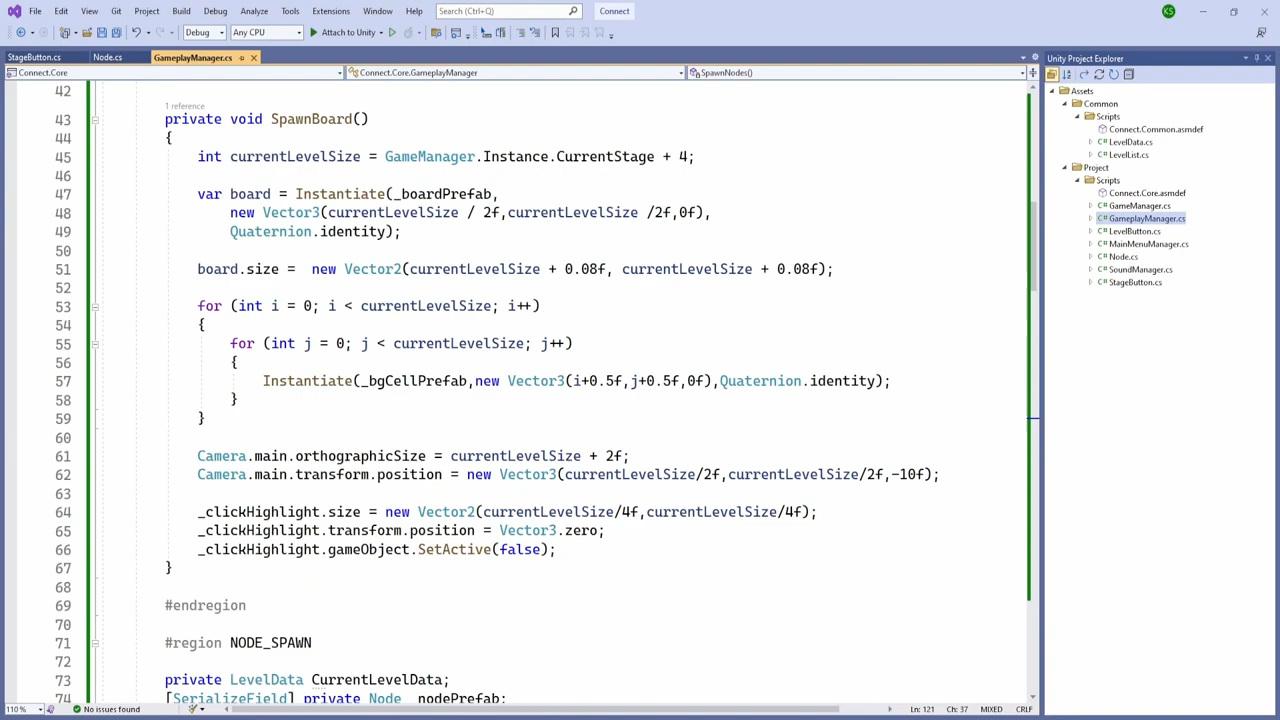 File Edit View Git Project Build Debug Analyze Tools Extensions Window Help Search (Ctrl+Q) Connect KS
Debug Any CPU Attach to Unity
StageButton.cs Node.cs GameplayManager.cs
Connect.Core Connect.Core.GameplayManager SpawnNodes()
42
1 reference
43 private void SpawnBoard()
44 {
45 int currentLevelSize = GameManager.Instance.CurrentStage + 4;
46
47 var board = Instantiate(_boardPrefab,
48 new Vector3(currentLevelSize / 2f,currentLevelSize /2f,0f),
49 Quaternion.identity);
50
51 board.size =  new Vector2(currentLevelSize + 0.08f, currentLevelSize + 0.08f);
52
53 for (int i = 0; i < currentLevelSize; i++)
54 {
55 for (int j = 0; j < currentLevelSize; j++)
56 {
57 Instantiate(_bgCellPrefab,new Vector3(i+0.5f,j+0.5f,0f),Quaternion.identity);
58 }
59 }
60
61 Camera.main.orthographicSize = currentLevelSize + 2f;
62 Camera.main.transform.position = new Vector3(currentLevelSize/2f,currentLevelSize/2f,-10f);
63
64 _clickHighlight.size = new Vector2(currentLevelSize/4f,currentLevelSize/4f);
65 _clickHighlight.transform.position = Vector3.zero;
66 _clickHighlight.gameObject.SetActive(false);
67 }
68
69 #endregion
70
71 #region NODE_SPAWN
72
73 private LevelData CurrentLevelData;
74 [SerializeField] private Node _nodePrefab;
110 % No issues found Ln: 121 Ch: 37 MIXED CRLF
Unity Project Explorer
Assets
Common
Scripts
Connect.Common.asmdef
C# LevelData.cs
C# LevelList.cs
Project
Scripts
Connect.Core.asmdef
C# GameManager.cs
C# GameplayManager.cs
C# LevelButton.cs
C# MainMenuManager.cs
C# Node.cs
C# SoundManager.cs
C# StageButton.cs